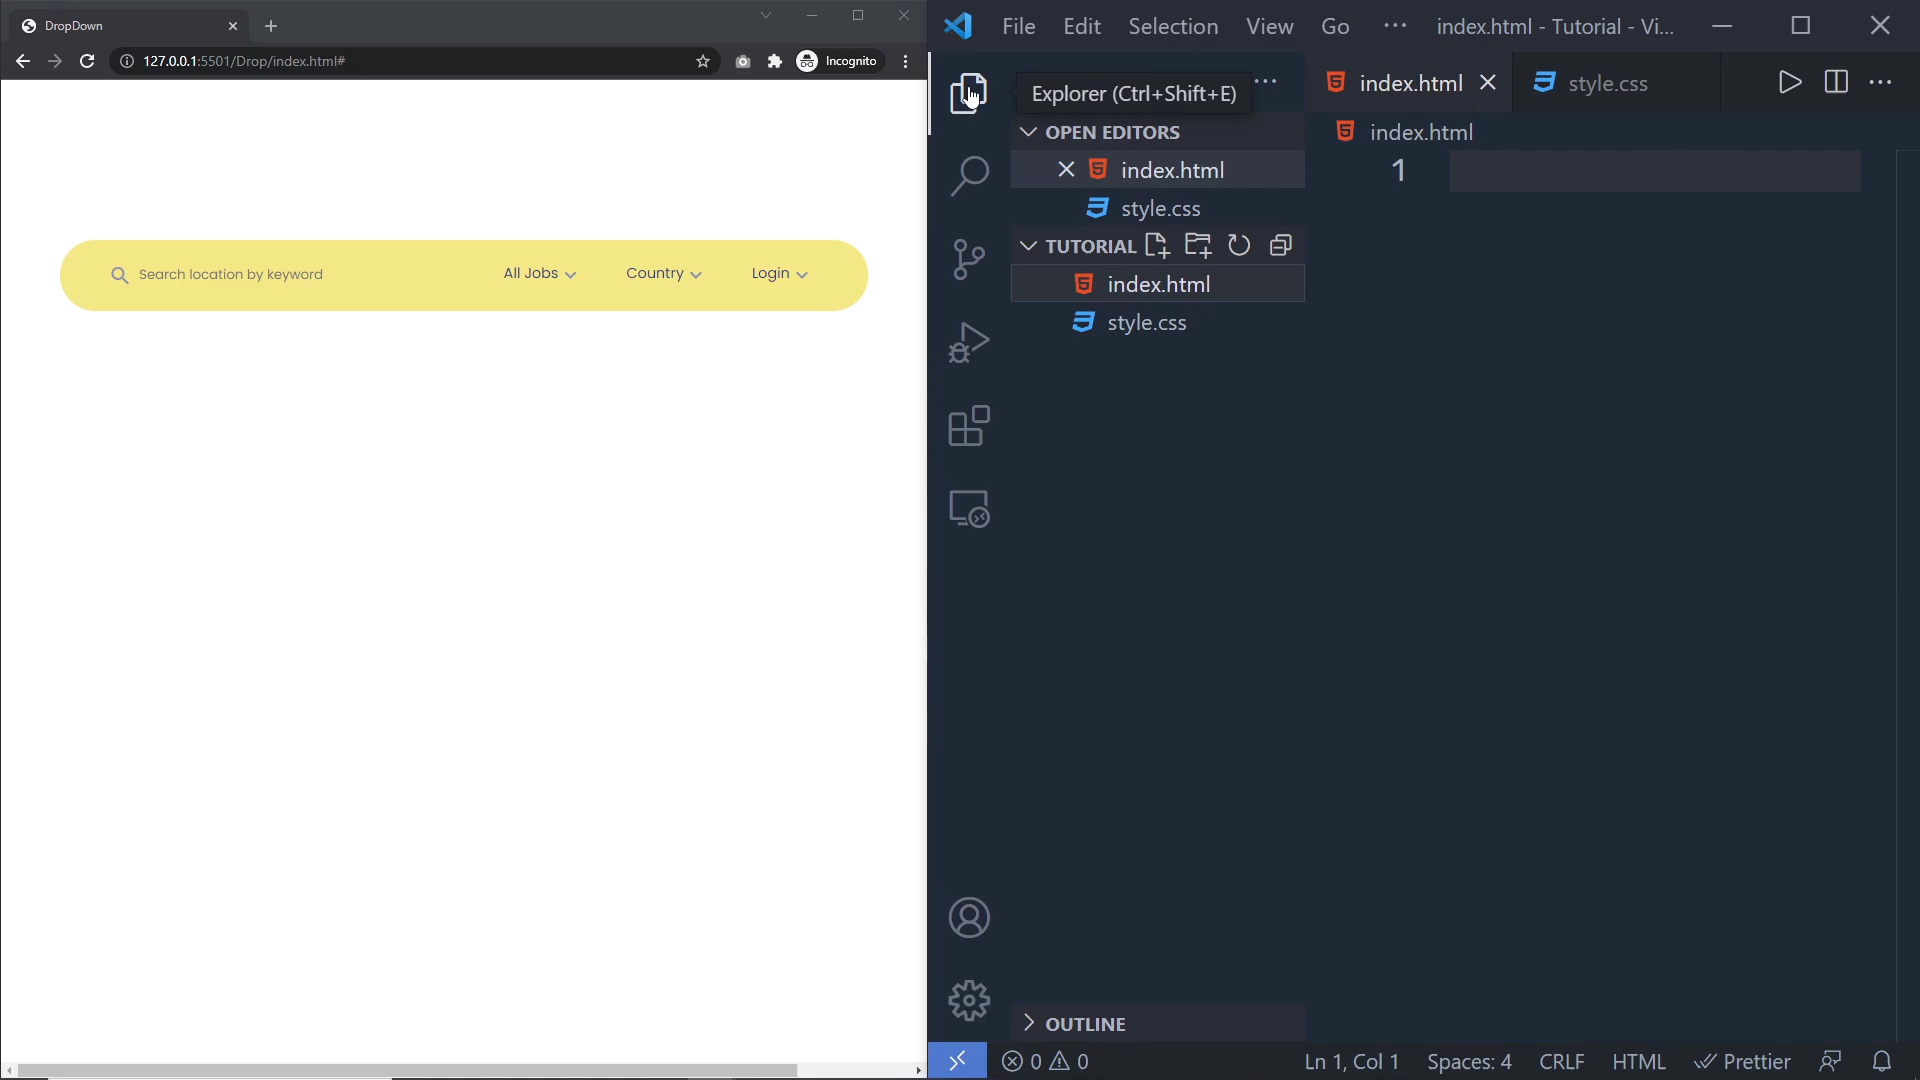 DropDown
127.0.0.1:5501/Drop/index.html#
Incognito
Search location by keyword
All Jobs
Country
Login
File Edit Selection View Go ··· index.html - Tutorial - Vi...
Explorer (Ctrl+Shift+E)
index.html
style.css
OPEN EDITORS
index.html
style.css
TUTORIAL
index.html
style.css
index.html
1
OUTLINE
0 0
Ln 1, Col 1 Spaces: 4 CRLF HTML Prettier